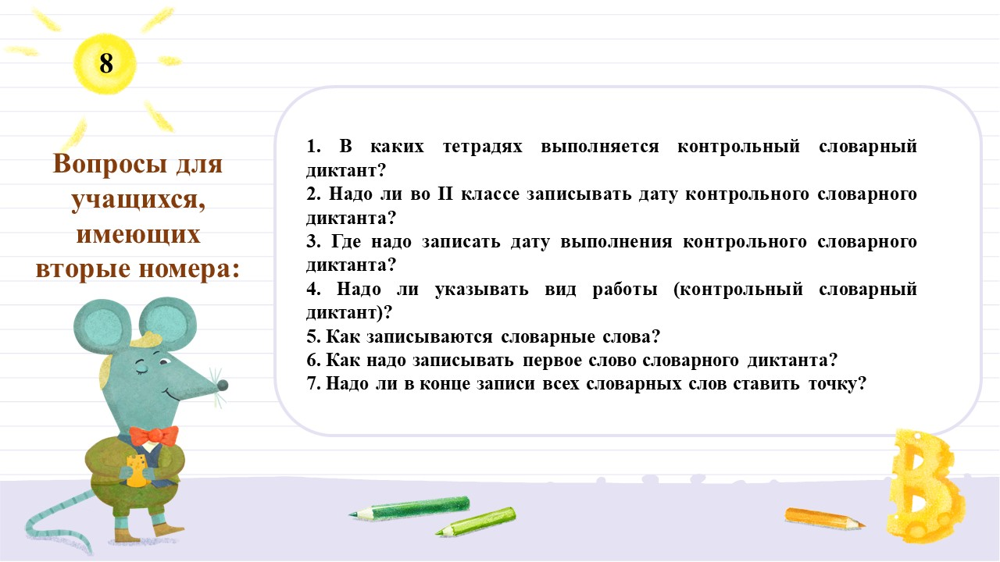 8
Вопросы для
учащихся,
имеющих
вторые номера:
1. В каких тетрадях выполняется контрольный словарный
диктант?
2. Надо ли во II классе записывать дату контрольного словарного
диктанта?
3. Где надо записать дату выполнения контрольного словарного
диктанта?
4. Надо ли указывать вид работы (контрольный словарный
диктант)?
5. Как записываются словарные слова?
6. Как надо записывать первое слово словарного диктанта?
7. Надо ли в конце записи всех словарных слов ставить точку?
В